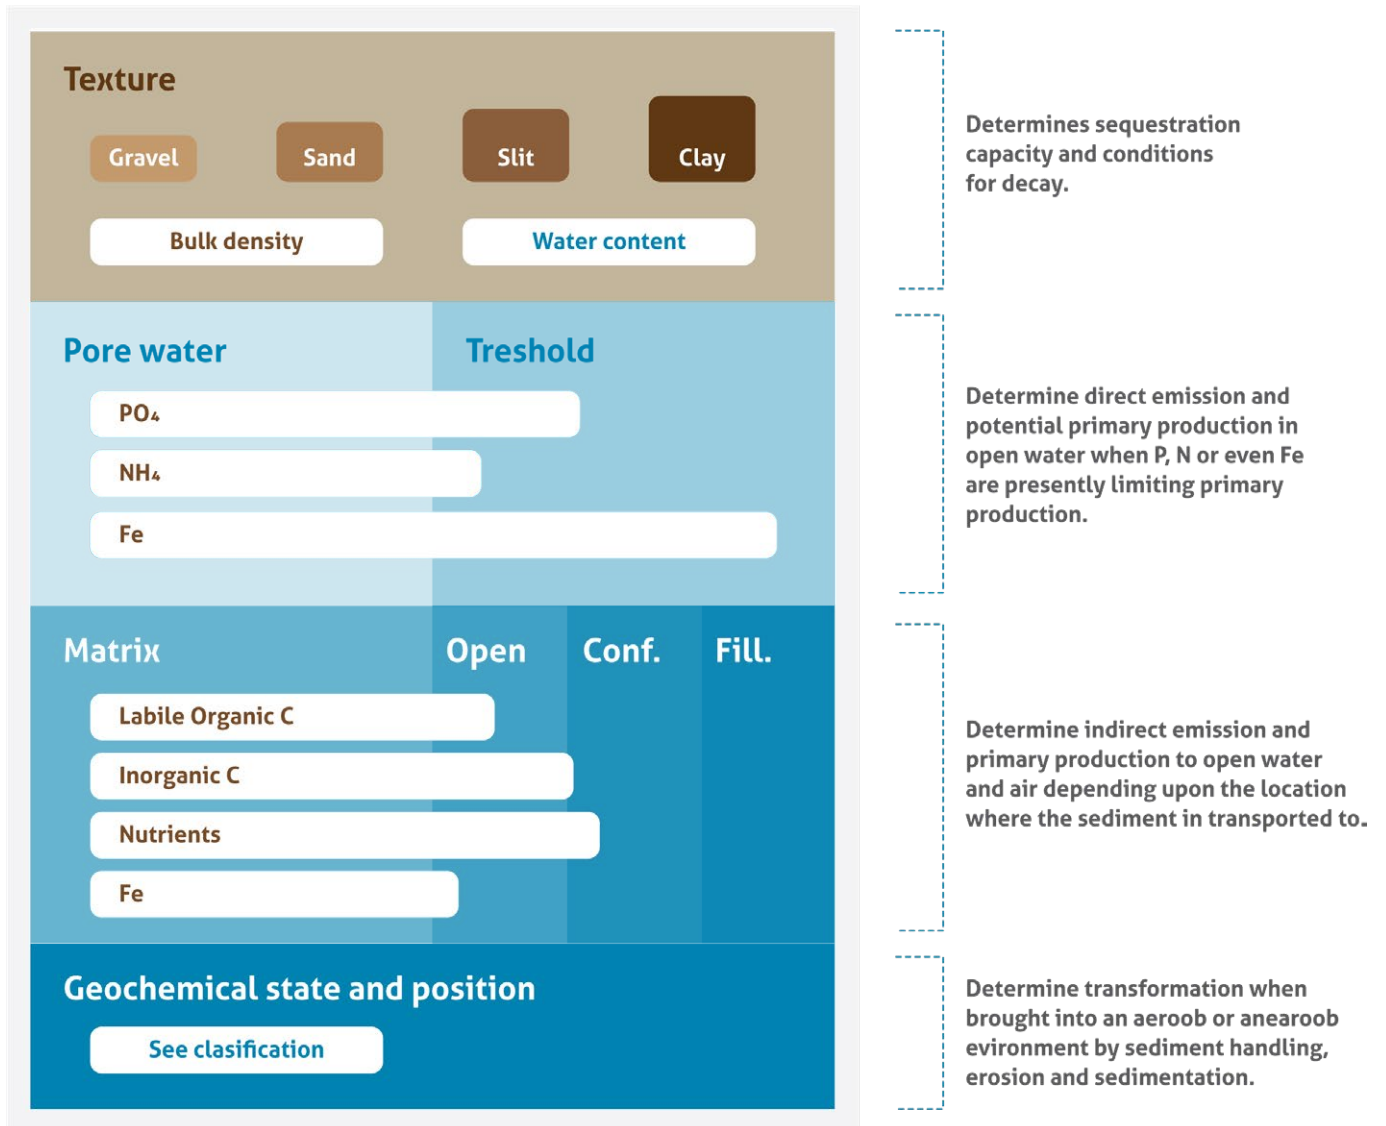 Texture
Gravel
Sand
Slit
Clay
Bulk density
Water content
Determines sequestration
capacity and conditions
for decay.
Pore water
Treshold
PO₄
NH₄
Fe
Determine direct emission and
potential primary production in
open water when P, N or even Fe
are presently limiting primary
production.
Matrix
Open
Conf.
Fill.
Labile Organic C
Inorganic C
Nutrients
Fe
Determine indirect emission and
primary production to open water
and air depending upon the location
where the sediment in transported to.
Geochemical state and position
See clasification
Determine transformation when
brought into an aeroob or anearoob
evironment by sediment handling,
erosion and sedimentation.